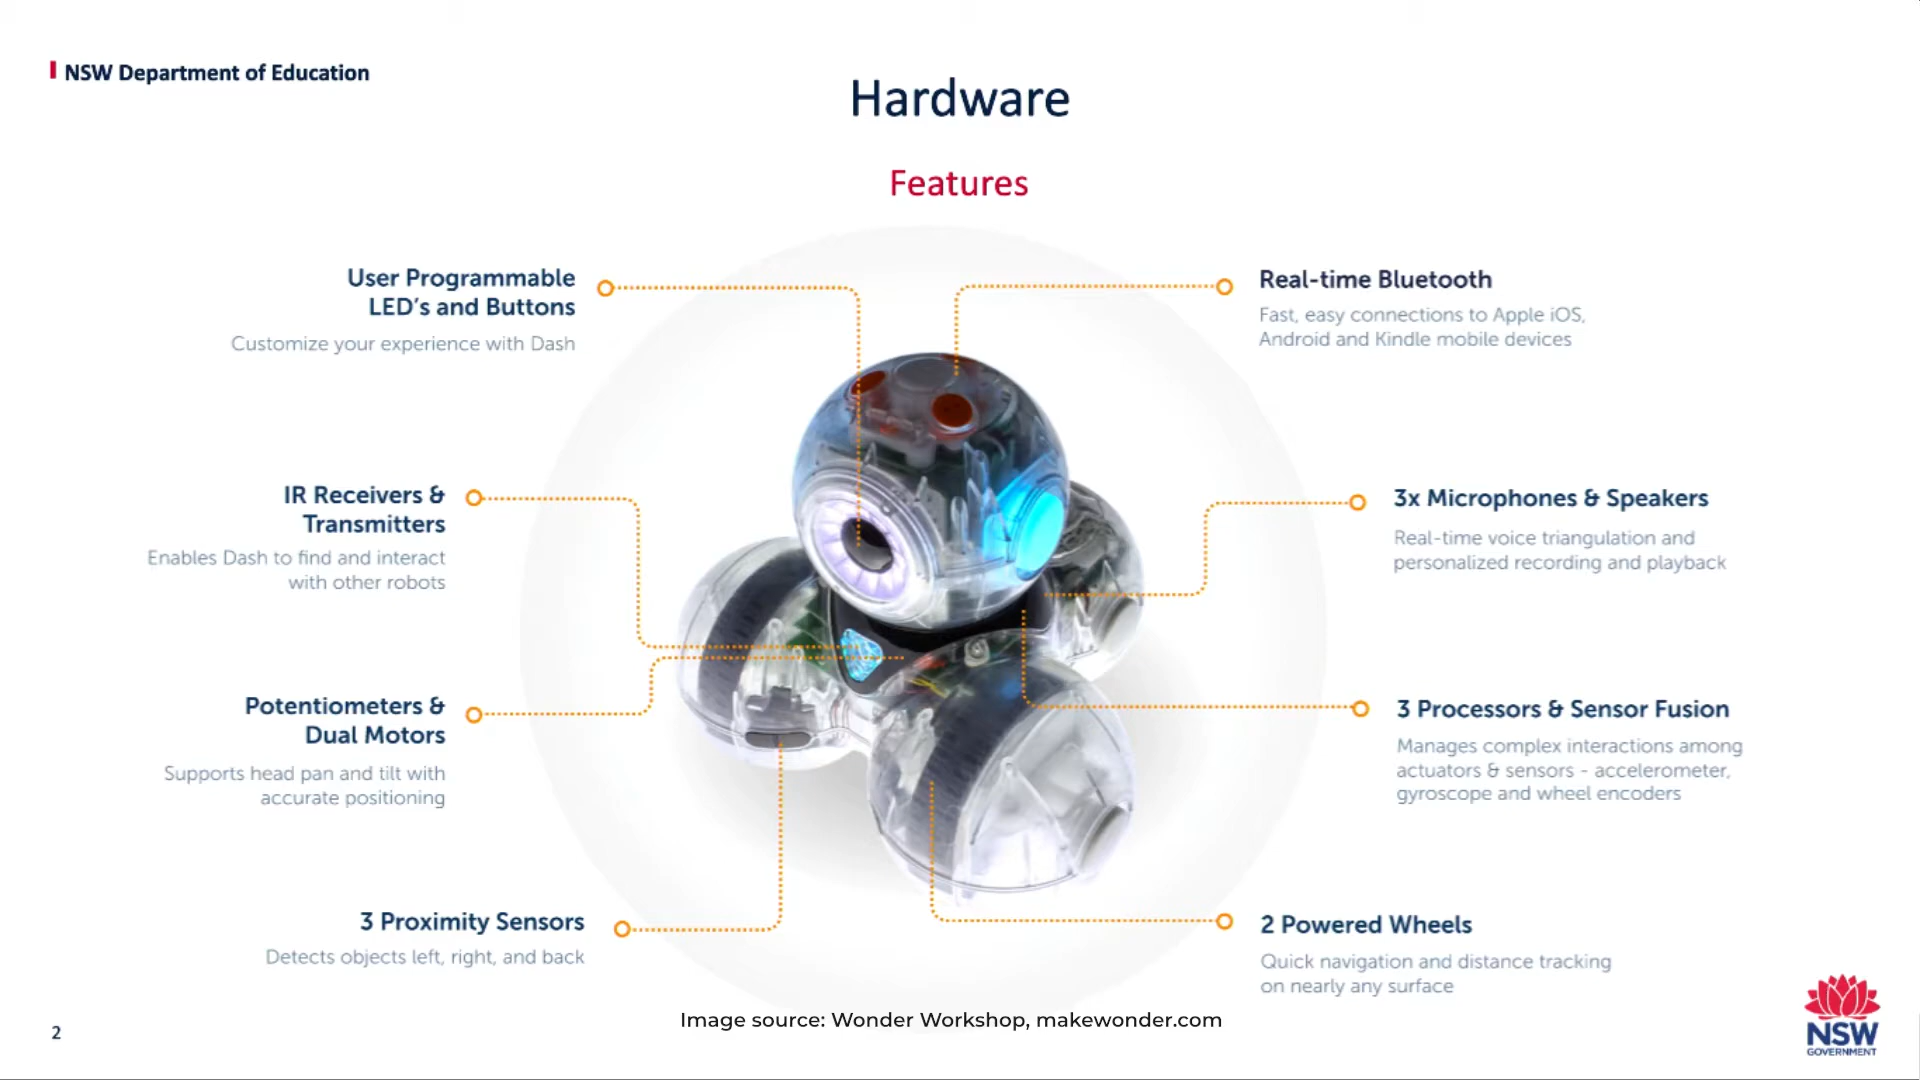 NSW Department of Education
Hardware
Features
User Programmable
LED's and Buttons
Customize your experience with Dash
IR Receivers &
Transmitters
Enables Dash to find and interact
with other robots
Potentiometers &
Dual Motors
Supports head pan and tilt with
accurate positioning
3 Proximity Sensors
Detects objects left, right, and back
Real-time Bluetooth
Fast, easy connections to Apple iOS,
Android and Kindle mobile devices
3x Microphones & Speakers
Real-time voice triangulation and
personalized recording and playback
3 Processors & Sensor Fusion
Manages complex interactions among
actuators & sensors - accelerometer,
gyroscope and wheel encoders
2 Powered Wheels
Quick navigation and distance tracking
on nearly any surface
Image source: Wonder Workshop, makewonder.com
2
NSW
GOVERNMENT